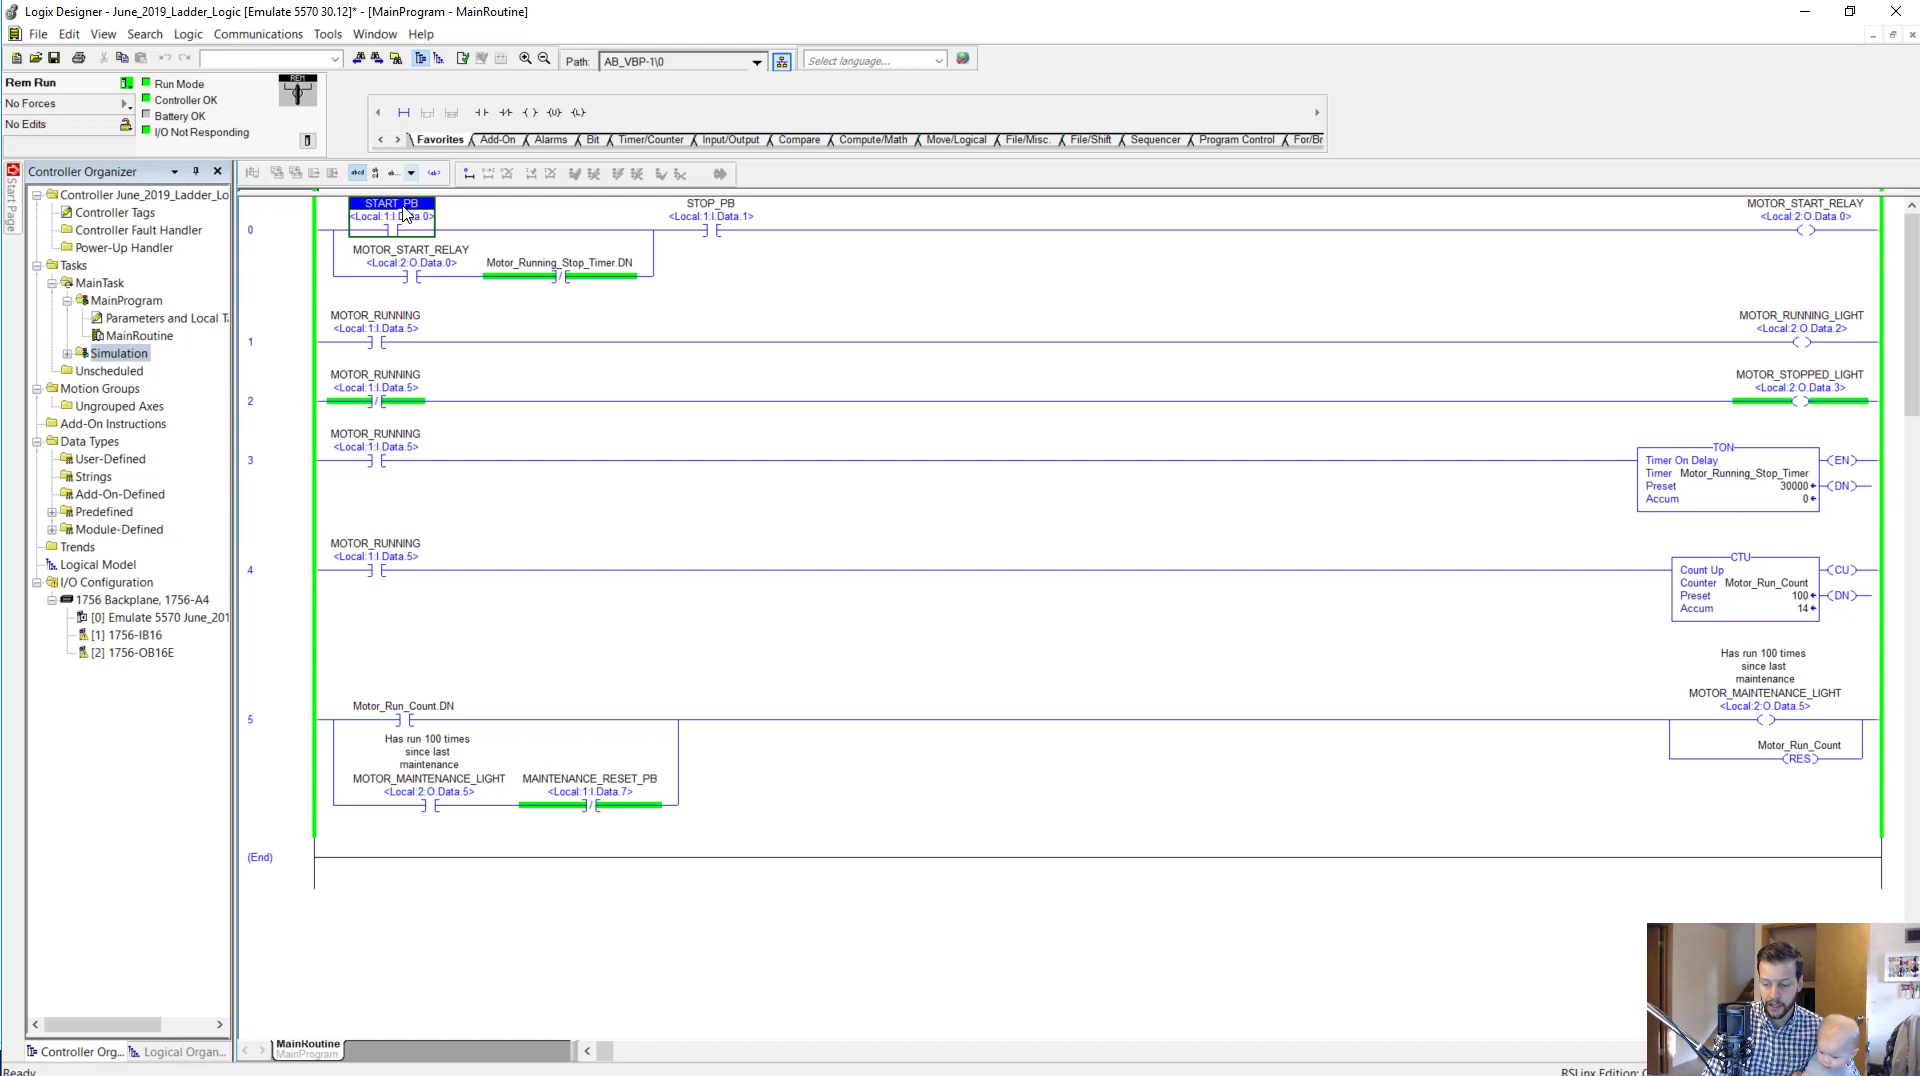 Logix Designer - June_2019_Ladder_Logic [Emulate 5570 30.12]* - [MainProgram - MainRoutine]
File Edit View Search Logic Communications Tools Window Help
Path: AB_VBP-1\0 Select language...
Rem Run Run Mode REM
No Forces Controller OK
Battery OK
No Edits I/O Not Responding
Favorites Add-On Alarms Bit Timer/Counter Input/Output Compare Compute/Math Move/Logical File/Misc. File/Shift Sequencer Program Control For/Br
Start Page
Controller Organizer
Controller June_2019_Ladder_Lo
Controller Tags
Controller Fault Handler
Power-Up Handler
Tasks
MainTask
MainProgram
Parameters and Local T
MainRoutine
Simulation
Unscheduled
Motion Groups
Ungrouped Axes
Add-On Instructions
Data Types
User-Defined
Strings
Add-On-Defined
Predefined
Module-Defined
Trends
Logical Model
I/O Configuration
1756 Backplane, 1756-A4
[0] Emulate 5570 June_201
[1] 1756-IB16
[2] 1756-OB16E
Controller Org... Logical Organ...
START_PB STOP_PB MOTOR_START_RELAY
<Local:1:I.Data.0> <Local:1:I.Data.1> <Local:2:O.Data.0>
0
MOTOR_START_RELAY
<Local:2:O.Data.0> Motor_Running_Stop_Timer.DN
MOTOR_RUNNING MOTOR_RUNNING_LIGHT
<Local:1:I.Data.5> <Local:2:O.Data.2>
1
MOTOR_RUNNING MOTOR_STOPPED_LIGHT
<Local:1:I.Data.5> <Local:2:O.Data.3>
2
MOTOR_RUNNING
<Local:1:I.Data.5> TON
3 Timer On Delay EN
Timer Motor_Running_Stop_Timer
Preset 30000 DN
Accum 0
MOTOR_RUNNING
<Local:1:I.Data.5> CTU
4 Count Up CU
Counter Motor_Run_Count
Preset 100 DN
Accum 14
Has run 100 times
since last
maintenance
MOTOR_MAINTENANCE_LIGHT
Motor_Run_Count.DN <Local:2:O.Data.5>
5
Has run 100 times Motor_Run_Count
since last RES
maintenance
MOTOR_MAINTENANCE_LIGHT MAINTENANCE_RESET_PB
<Local:2:O.Data.5> <Local:1:I.Data.7>
(End)
MainRoutine
MainProgram
Ready RSLinx Edition: